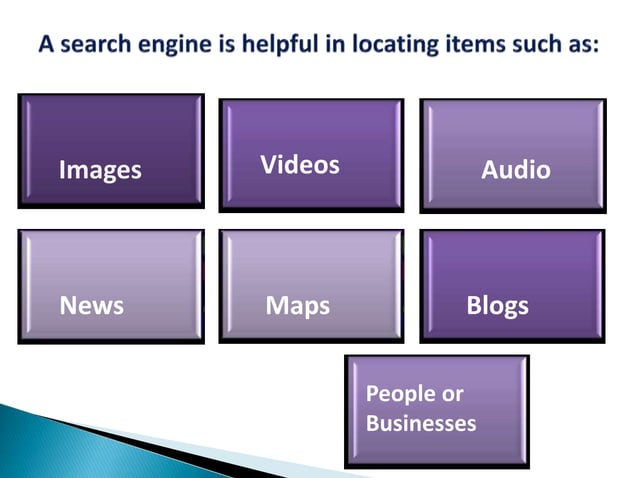 A search engine is helpful in locating items such as:
Images
Videos
Audio
News
Maps
Blogs
People or
Businesses